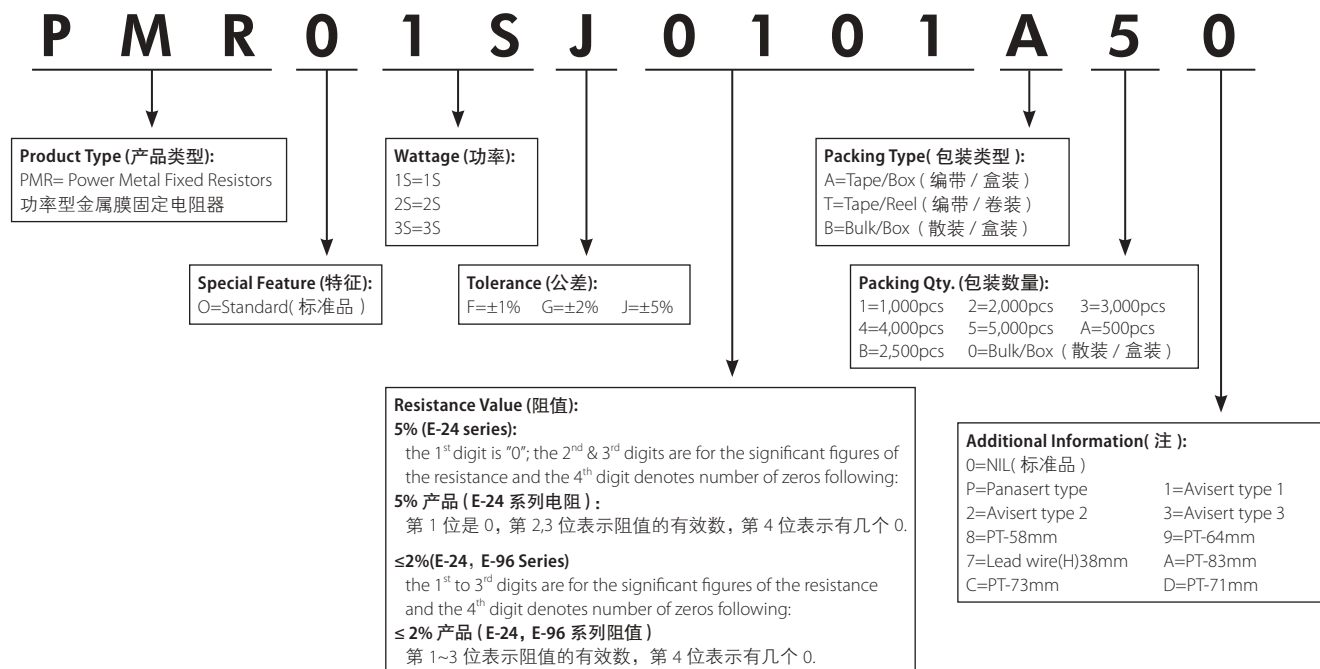 P M R 0 1 S J 0 1 0 1 A 5 0
Product Type (产品类型):
PMR= Power Metal Fixed Resistors
功率型金属膜固定电阻器
Wattage (功率):
1S=1S
2S=2S
3S=3S
Packing Type( 包装类型 ):
A=Tape/Box ( 编带 / 盒装 )
T=Tape/Reel ( 编带 / 卷装 )
B=Bulk/Box ( 散装 / 盒装 )
Special Feature (特征):
O=Standard( 标准品 )
Tolerance (公差):
F=±1% G=±2% J=±5%
Packing Qty. (包装数量):
1=1,000pcs 2=2,000pcs 3=3,000pcs
4=4,000pcs 5=5,000pcs A=500pcs
B=2,500pcs 0=Bulk/Box ( 散装 / 盒装 )
Resistance Value (阻值):
5% (E-24 series):
the 1st digit is "0"; the 2nd & 3rd digits are for the significant figures of
the resistance and the 4th digit denotes number of zeros following:
5% 产品 ( E-24 系列电阻 ) :
第 1 位是 0, 第 2,3 位表示阻值的有效数, 第 4 位表示有几个 0.
≤2%(E-24, E-96 Series)
the 1st to 3rd digits are for the significant figures of the resistance
and the 4th digit denotes number of zeros following:
≤ 2% 产品 ( E-24, E-96 系列阻值 )
第 1~3 位表示阻值的有效数, 第 4 位表示有几个 0.
Additional Information( 注 ):
0=NIL( 标准品 )
P=Panasert type 1=Avisert type 1
2=Avisert type 2 3=Avisert type 3
8=PT-58mm 9=PT-64mm
7=Lead wire(H)38mm A=PT-83mm
C=PT-73mm D=PT-71mm